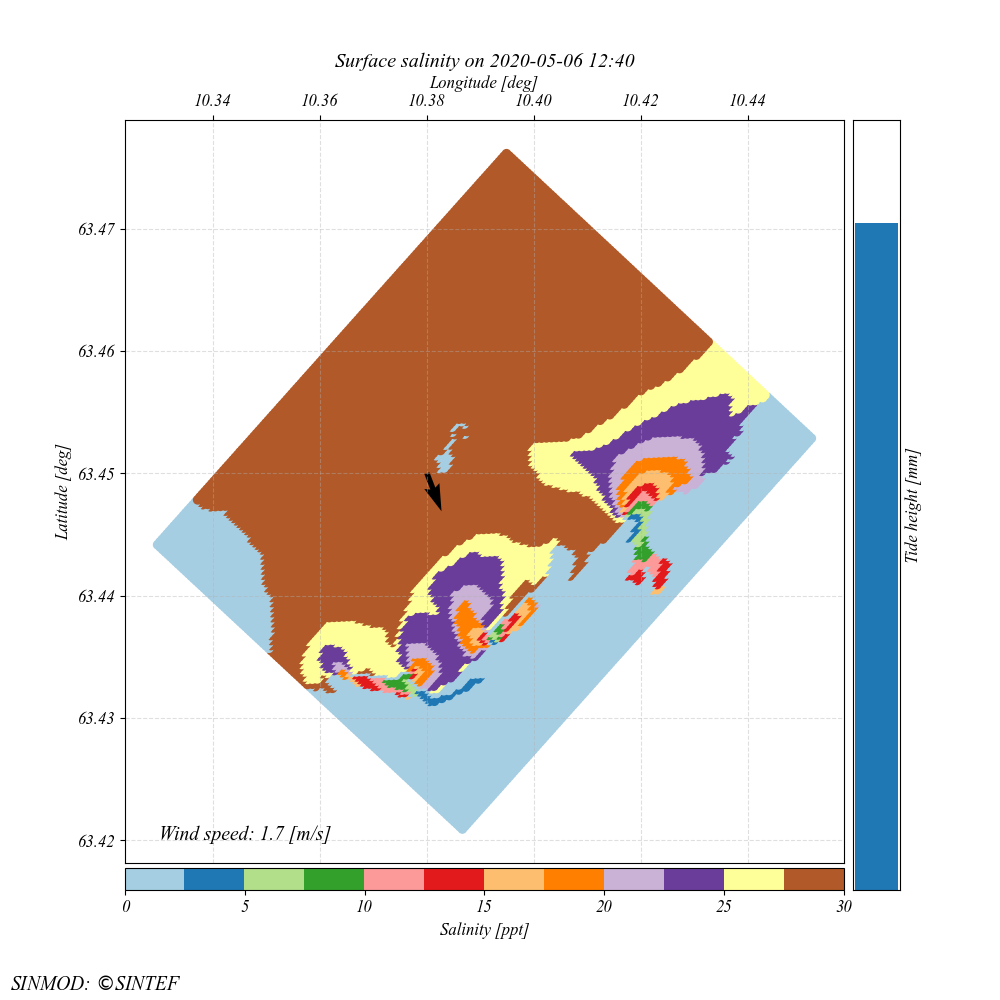 Surface salinity on 2020-05-06 12:40
Longitude [deg]
10.34 10.36 10.38 10.40 10.42 10.44
63.47
63.46
63.45
63.44
63.43
63.42
Latitude [deg]
Tide height [mm]
Wind speed: 1.7 [m/s]
0 5 10 15 20 25 30
Salinity [ppt]
SINMOD: ©SINTEF